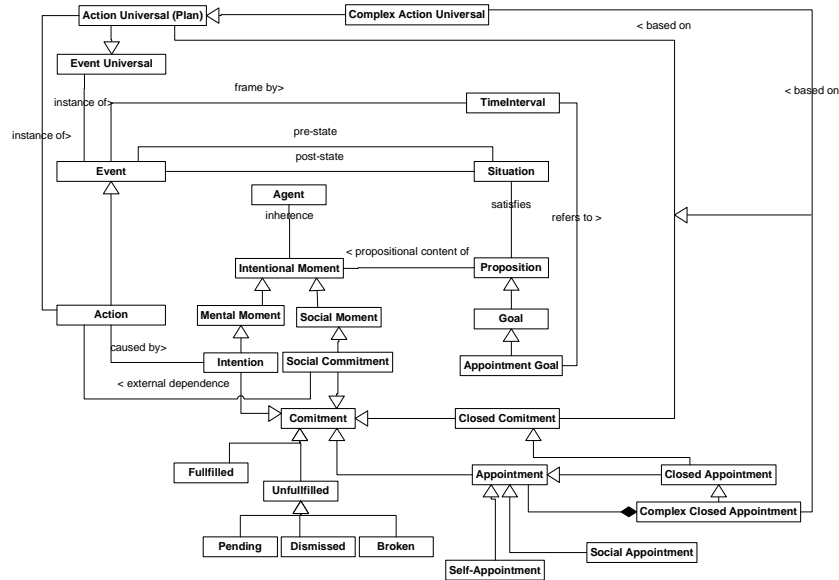 Action Universal (Plan)
Complex Action Universal
< based on
Event Universal
frame by>
instance of>
TimeInterval
< based on
instance of>
pre-state
post-state
Event
Situation
Agent
inherence
satisfies
refers to >
< propositional content of
Intentional Moment
Proposition
Action
Mental Moment
Social Moment
Goal
caused by>
Intention
Social Commitment
Appointment Goal
< external dependence
Comitment
Closed Comitment
Fullfilled
Appointment
Closed Appointment
Unfullfilled
Complex Closed Appointment
Pending
Dismissed
Broken
Social Appointment
Self-Appointment